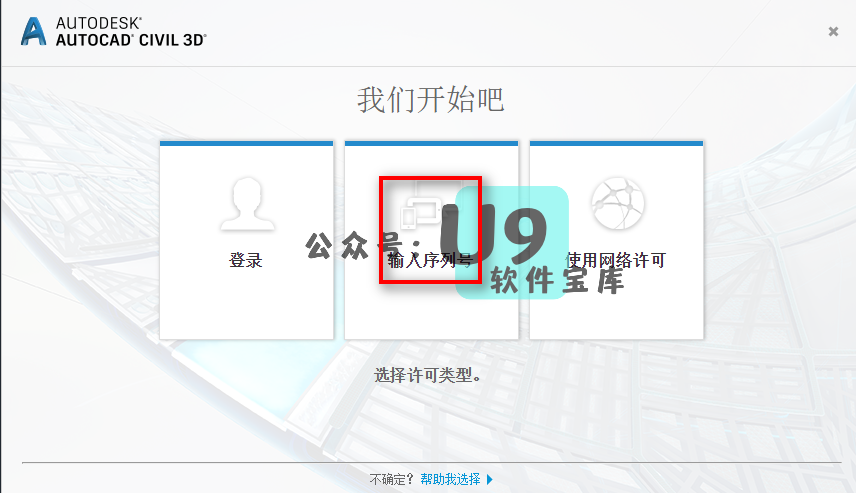 AUTODESK®
AUTOCAD® CIVIL 3D®
我们开始吧
登录
输入序列号
使用网络许可
公众号：U9
软件宝库
选择许可类型。
不确定？ 帮助我选择